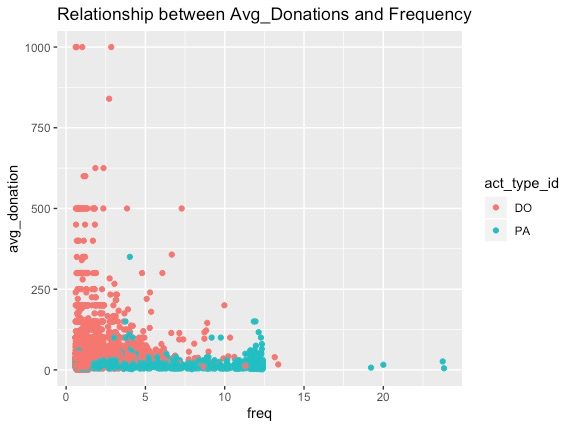 Relationship between Avg_Donations and Frequency
1000
750
500
250
0
avg_donation
0
5
10
15
20
freq
act_type_id
DO
PA